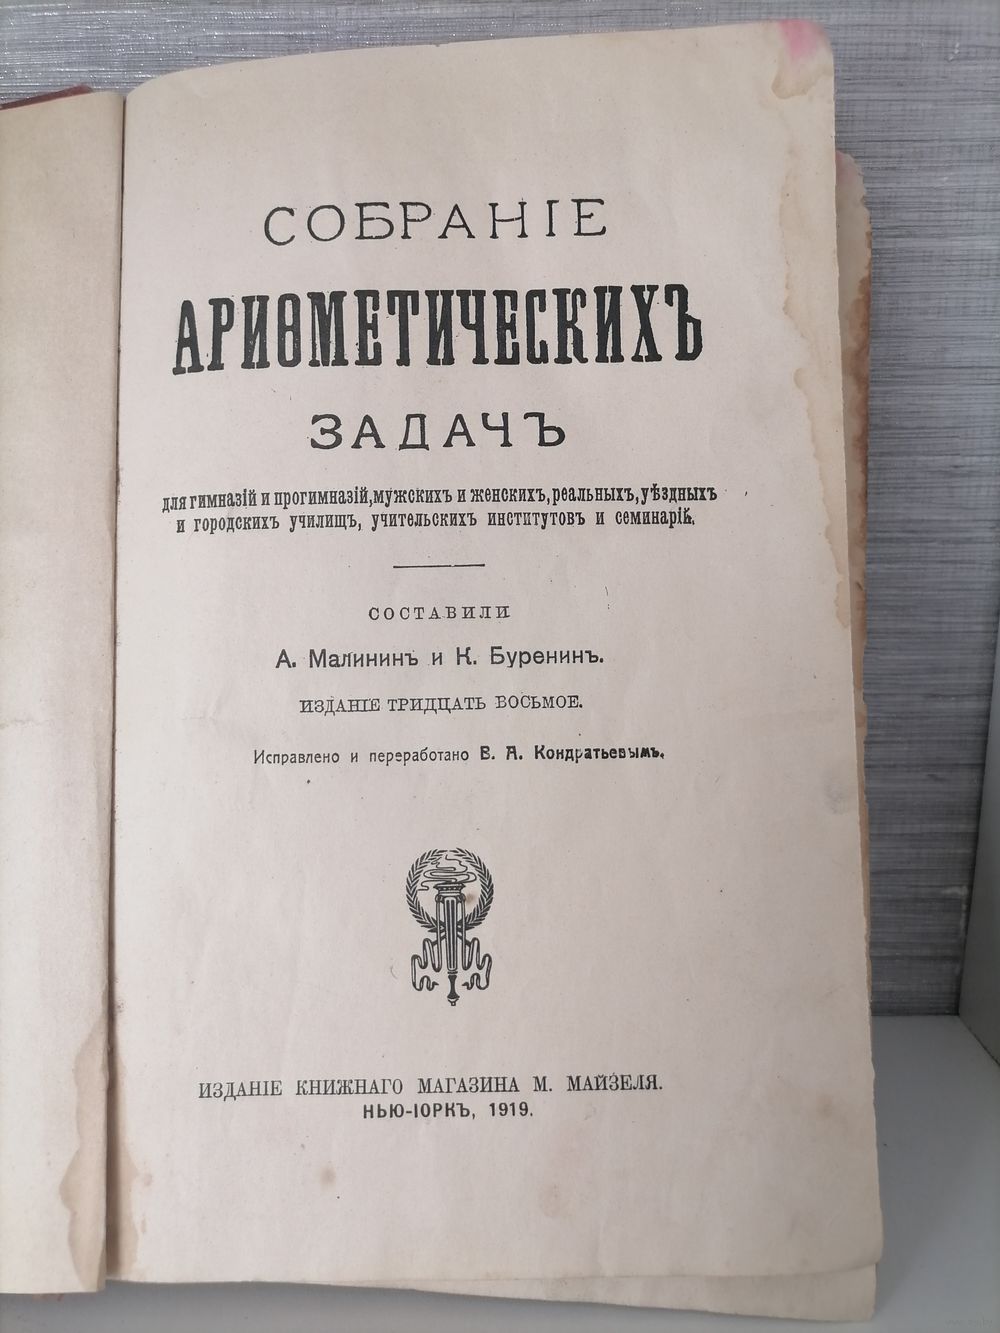 СОБРАНІЕ
АРИѲМЕТИЧЕСКИХЪ
ЗАДАЧЪ
для гимназій и прогимназій, мужскихъ и женскихъ, реальныхъ, уѣздныхъ
и городскихъ училищъ, учительскихъ институтовъ и семинарій.
СОСТАВИЛИ
А. Малининъ и К. Буренинъ.
ИЗДАНІЕ ТРИДЦАТЬ ВОСЬМОЕ.
Исправлено и переработано В. А. Кондратьевымъ.
ИЗДАНІЕ КНИЖНАГО МАГАЗИНА М. МАЙЗЕЛЯ.
НЬЮ-ІОРКЪ, 1919.